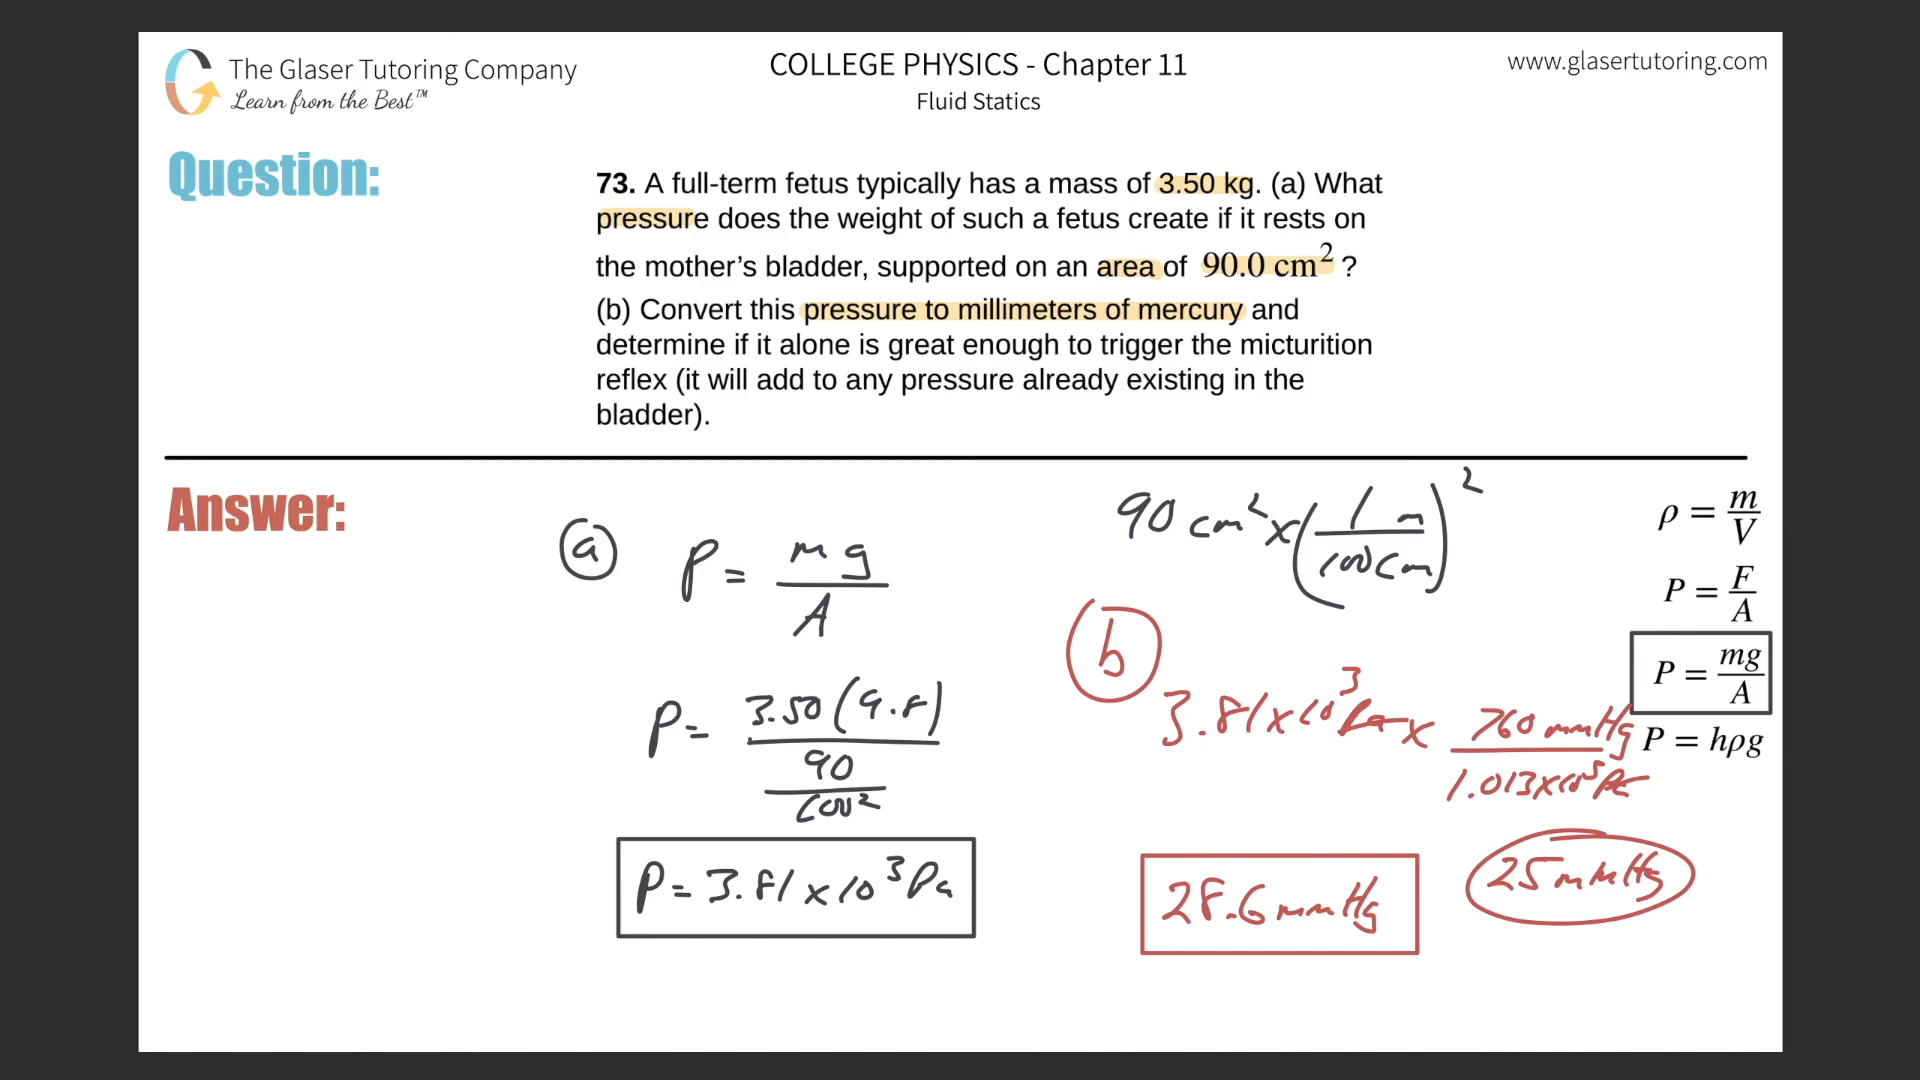 The Glaser Tutoring Company
Learn from the Best™
COLLEGE PHYSICS - Chapter 11
Fluid Statics
www.glasertutoring.com
Question:
73. A full-term fetus typically has a mass of 3.50 kg. (a) What
pressure does the weight of such a fetus create if it rests on
the mother's bladder, supported on an area of 90.0 cm² ?
(b) Convert this pressure to millimeters of mercury and
determine if it alone is great enough to trigger the micturition
reflex (it will add to any pressure already existing in the
bladder).
Answer:
(a) P = mg/A
P = 3.50(9.8)/(90/100²)
P = 3.81 x 10³ Pa
90 cm² x (1 m/100 cm)²
(b) 3.81 x 10³ Pa x 760 mmHg/1.013 x 10⁵ Pa
28.6 mmHg
25 mmHg
ρ = m/V
P = F/A
P = mg/A
P = hρg